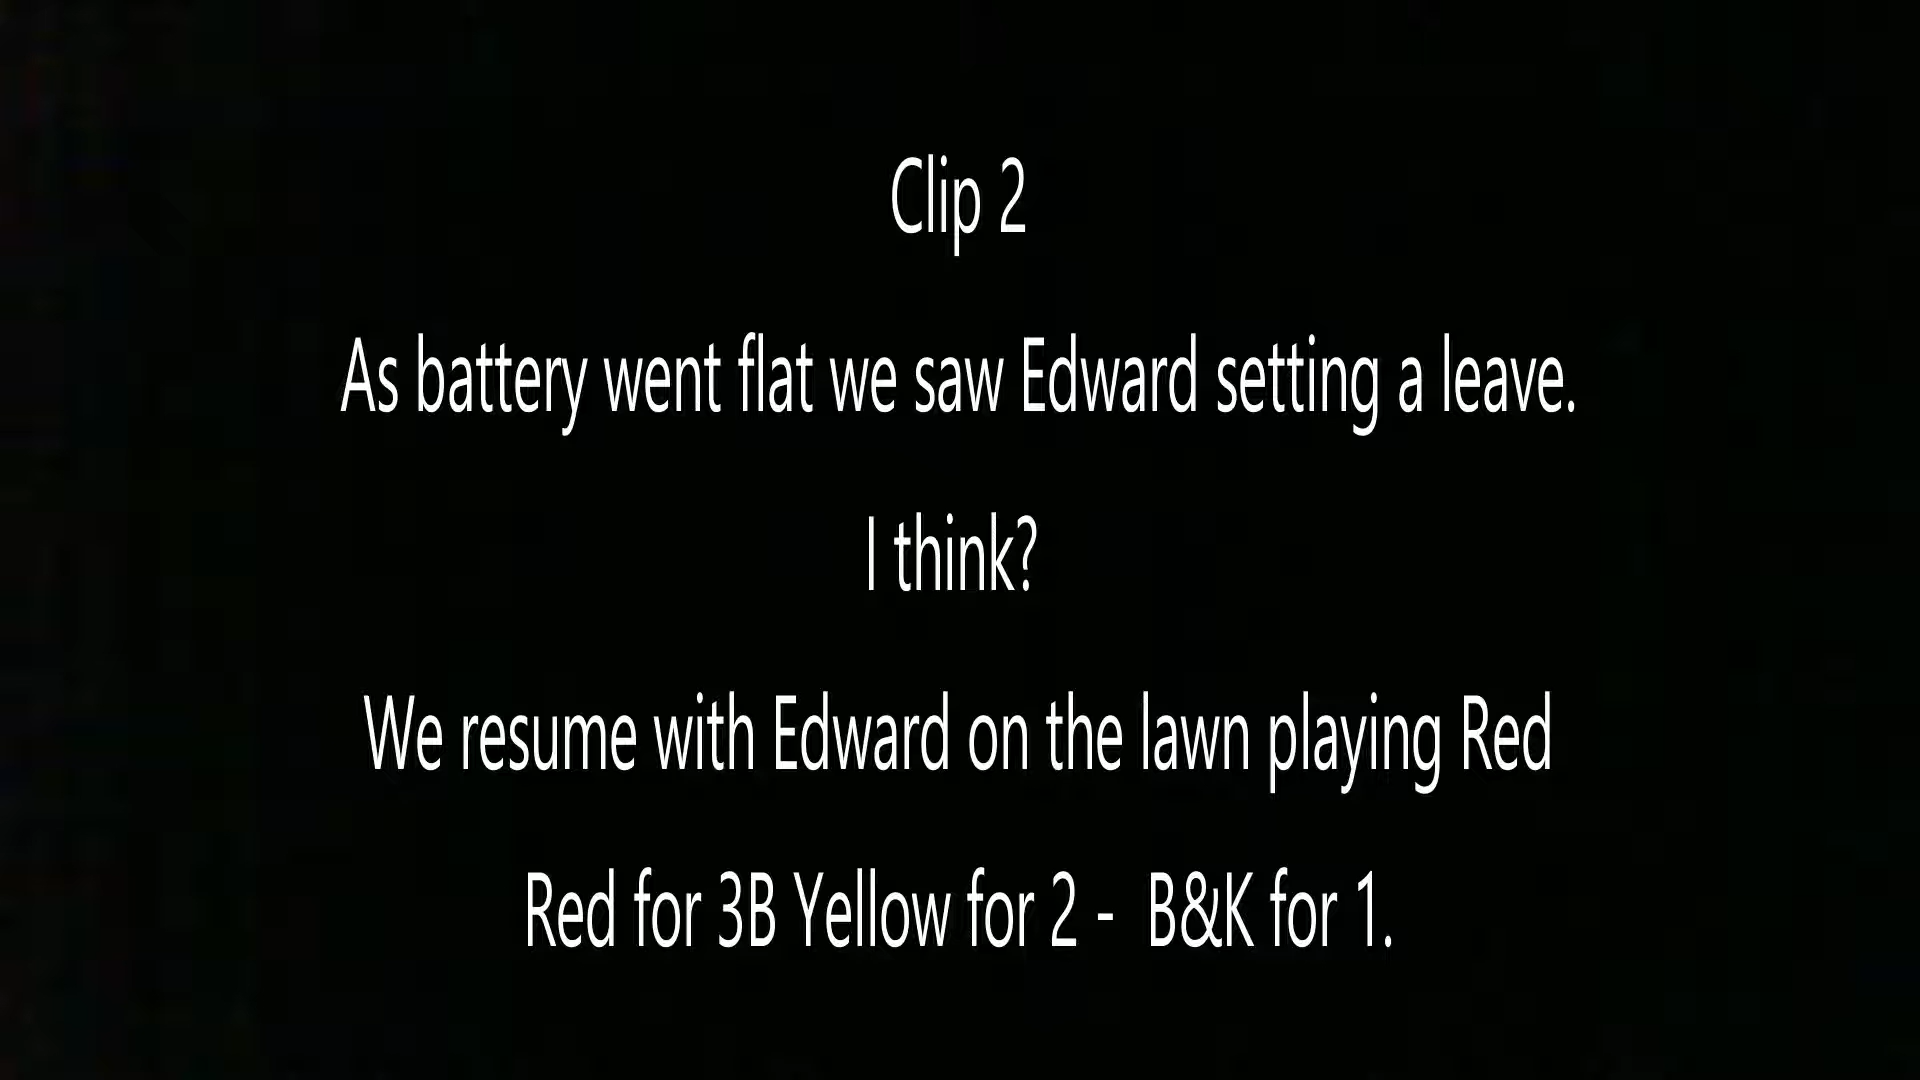 Clip 2
As battery went flat we saw Edward setting a leave.
I think?
We resume with Edward on the lawn playing Red
Red for 3B Yellow for 2 -  B&K for 1.